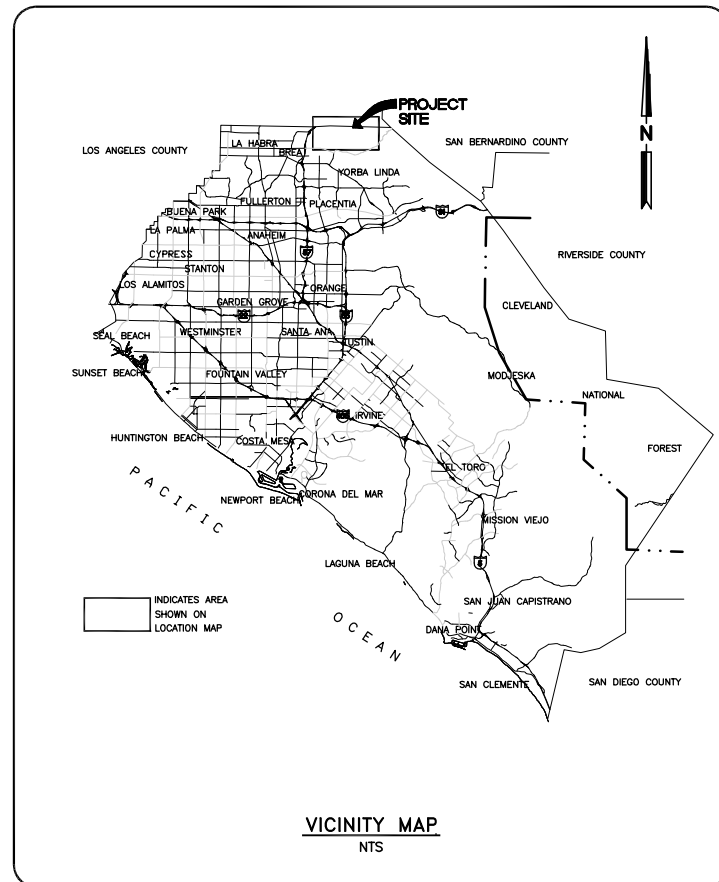 PROJECT
SITE
N
LOS ANGELES COUNTY
SAN BERNARDINO COUNTY
LA HABRA
BREA
YORBA LINDA
FULLERTON
PLACENTIA
BUENA PARK
LA PALMA
ANAHEIM
CYPRESS
RIVERSIDE COUNTY
STANTON
LOS ALAMITOS
ORANGE
GARDEN GROVE
CLEVELAND
SEAL BEACH
WESTMINSTER
SANTA ANA
TUSTIN
SUNSET BEACH
FOUNTAIN VALLEY
MODJESKA
NATIONAL
IRVINE
HUNTINGTON BEACH
COSTA MESA
FOREST
EL TORO
PACIFIC
NEWPORT BEACH
CORONA DEL MAR
MISSION VIEJO
LAGUNA BEACH
5
INDICATES AREA
SHOWN ON
LOCATION MAP
SAN JUAN CAPISTRANO
OCEAN
DANA POINT
SAN CLEMENTE
SAN DIEGO COUNTY
VICINITY MAP
NTS